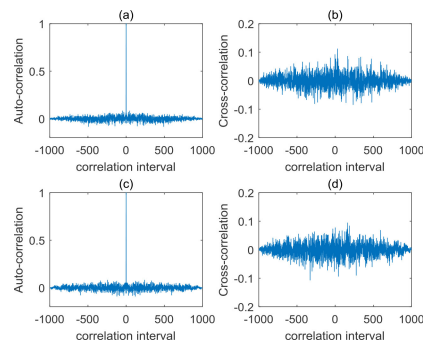 (a)
Auto-correlation
1
0.5
0
-1000 -500 0 500 1000
correlation interval
(b)
Cross-correlation
0.2
0.1
0
-0.1
-0.2
-1000 -500 0 500 1000
correlation interval
(c)
Auto-correlation
1
0.5
0
-1000 -500 0 500 1000
correlation interval
(d)
Cross-correlation
0.2
0.1
0
-0.1
-0.2
-1000 -500 0 500 1000
correlation interval